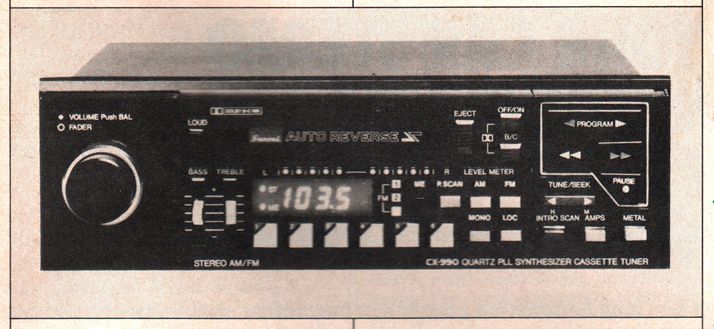 DOLBY B-C NR
VOLUME Push BAL
FADER
LOUD
Sansui AUTO REVERSE
EJECT
OFF/ON
B/C
PROGRAM
PAUSE
BASS TREBLE
L R LEVEL METER
103.5
FM
1
2
ME
P.SCAN AM FM
TUNE/SEEK
H M
INTRO SCAN AMPS METAL
MONO LOC
STEREO AM/FM
CX-990 QUARTZ PLL SYNTHESIZER CASSETTE TUNER